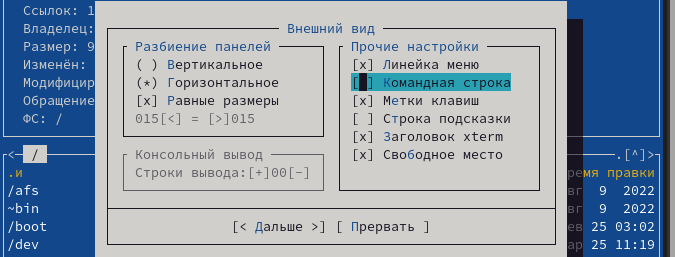 Ссылок: 1
Владелец:
Размер: 9
Изменён:
Модифицир
Обращение
ФС: /
<─ /
.и
/afs
~bin
/boot
/dev
Внешний вид
Разбиение панелей
( ) Вертикальное
(*) Горизонтальное
[x] Равные размеры
015[<] = [>]015
Консольный вывод
Строки вывода:[+]00[-]
Прочие настройки
[x] Линейка меню
[ ] Командная строка
[x] Метки клавиш
[ ] Строка подсказки
[x] Заголовок xterm
[x] Свободное место
[< Дальше >] [ Прервать ]
.[^]>
ремя правки
вг  9  2022
вг  9  2022
ев 25 03:02
ар 25 11:19